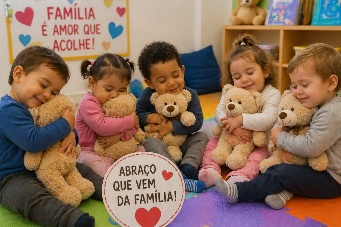 FAMÍLIA
É AMOR QUE
ACOLHE!
ABRAÇO
QUE VEM
DA FAMÍLIA!